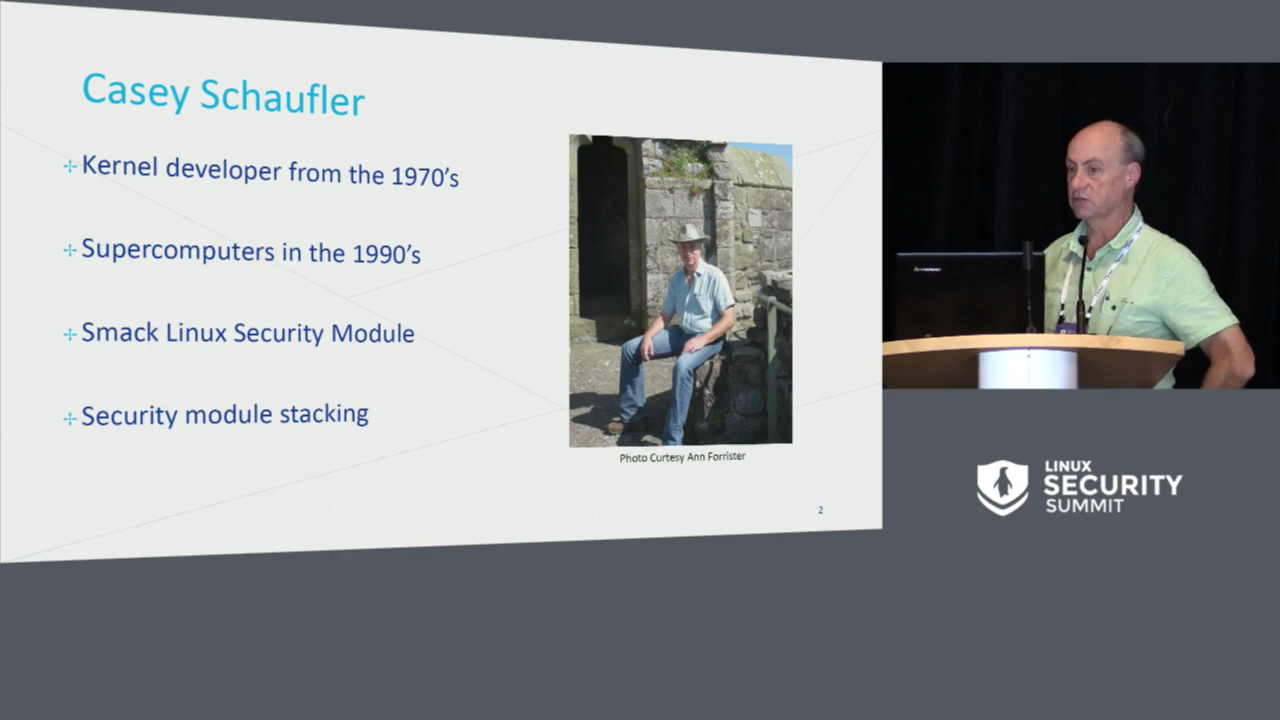 Casey Schaufler
Kernel developer from the 1970's
Supercomputers in the 1990's
Smack Linux Security Module
Security module stacking
Photo Curtesy Ann Forrister
2
LINUX
SECURITY
SUMMIT